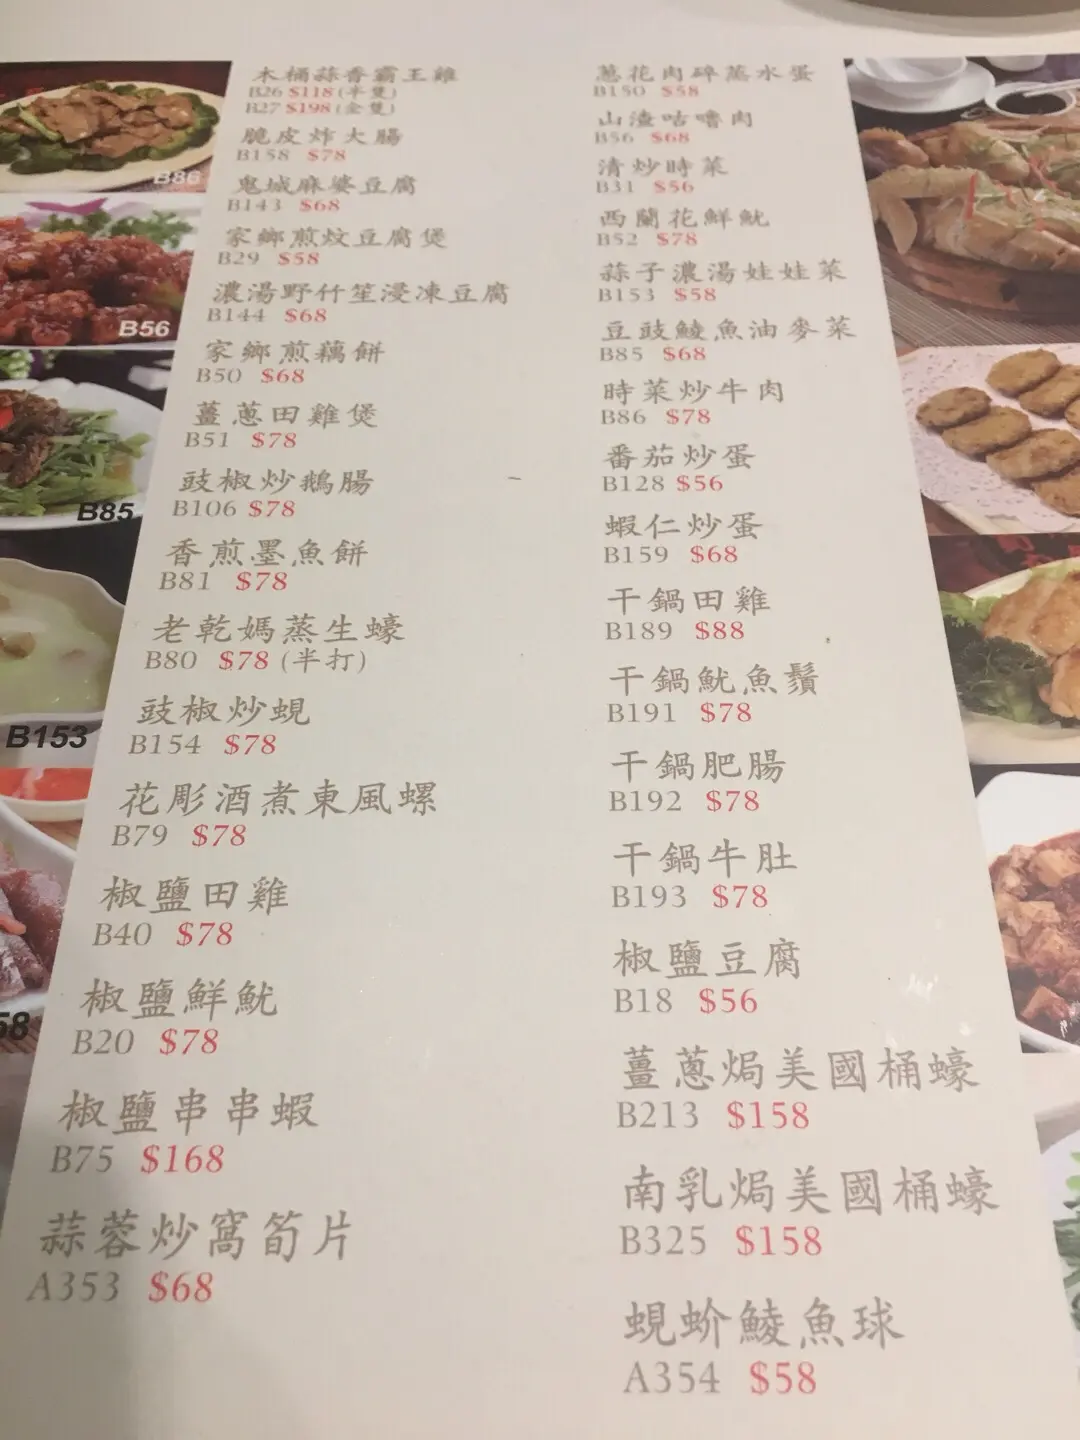 木桶蒜香霸王雞
B26 $118 (半隻)
B27 $198 (全隻)
脆皮炸大腸
B158 $78
鬼城麻婆豆腐
B143 $68
家鄉煎炆豆腐煲
B29 $58
濃湯野竹笙浸凍豆腐
B144 $68
家鄉煎藕餅
B50 $68
薑蔥田雞煲
B51 $78
豉椒炒鵝腸
B106 $78
香煎墨魚餅
B81 $78
老乾媽蒸生蠔
B80 $78 (半打)
豉椒炒蜆
B154 $78
花彫酒煮東風螺
B79 $78
椒鹽田雞
B40 $78
椒鹽鮮魷
B20 $78
椒鹽串串蝦
B75 $168
蒜蓉炒窩筍片
A353 $68
蔥花肉碎蒸水蛋
B150 $58
山渣咕嚕肉
B56 $68
清炒時菜
B31 $56
西蘭花鮮魷
B52 $78
蒜子濃湯娃娃菜
B153 $58
豆豉鯪魚油麥菜
B85 $68
時菜炒牛肉
B86 $78
番茄炒蛋
B128 $56
蝦仁炒蛋
B159 $68
干鍋田雞
B189 $88
干鍋魷魚鬚
B191 $78
干鍋肥腸
B192 $78
干鍋牛肚
B193 $78
椒鹽豆腐
B18 $56
薑蔥焗美國桶蠔
B213 $158
南乳焗美國桶蠔
B325 $158
蜆蚧鯪魚球
A354 $58
B86
B56
B85
B153
58